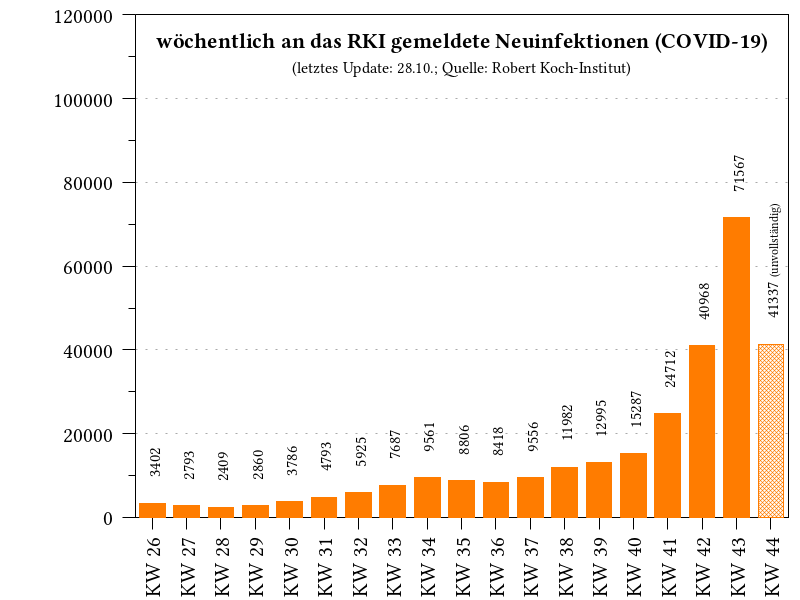 wöchentlich an das RKI gemeldete Neuinfektionen (COVID-19)
(letztes Update: 28.10.; Quelle: Robert Koch-Institut)
120000
100000
80000
60000
40000
20000
0
3402
2793
2409
2860
3786
4793
5925
7687
9561
8806
8418
9556
11982
12995
15287
24712
40968
71567
41337 (unvollständig)
KW 26
KW 27
KW 28
KW 29
KW 30
KW 31
KW 32
KW 33
KW 34
KW 35
KW 36
KW 37
KW 38
KW 39
KW 40
KW 41
KW 42
KW 43
KW 44